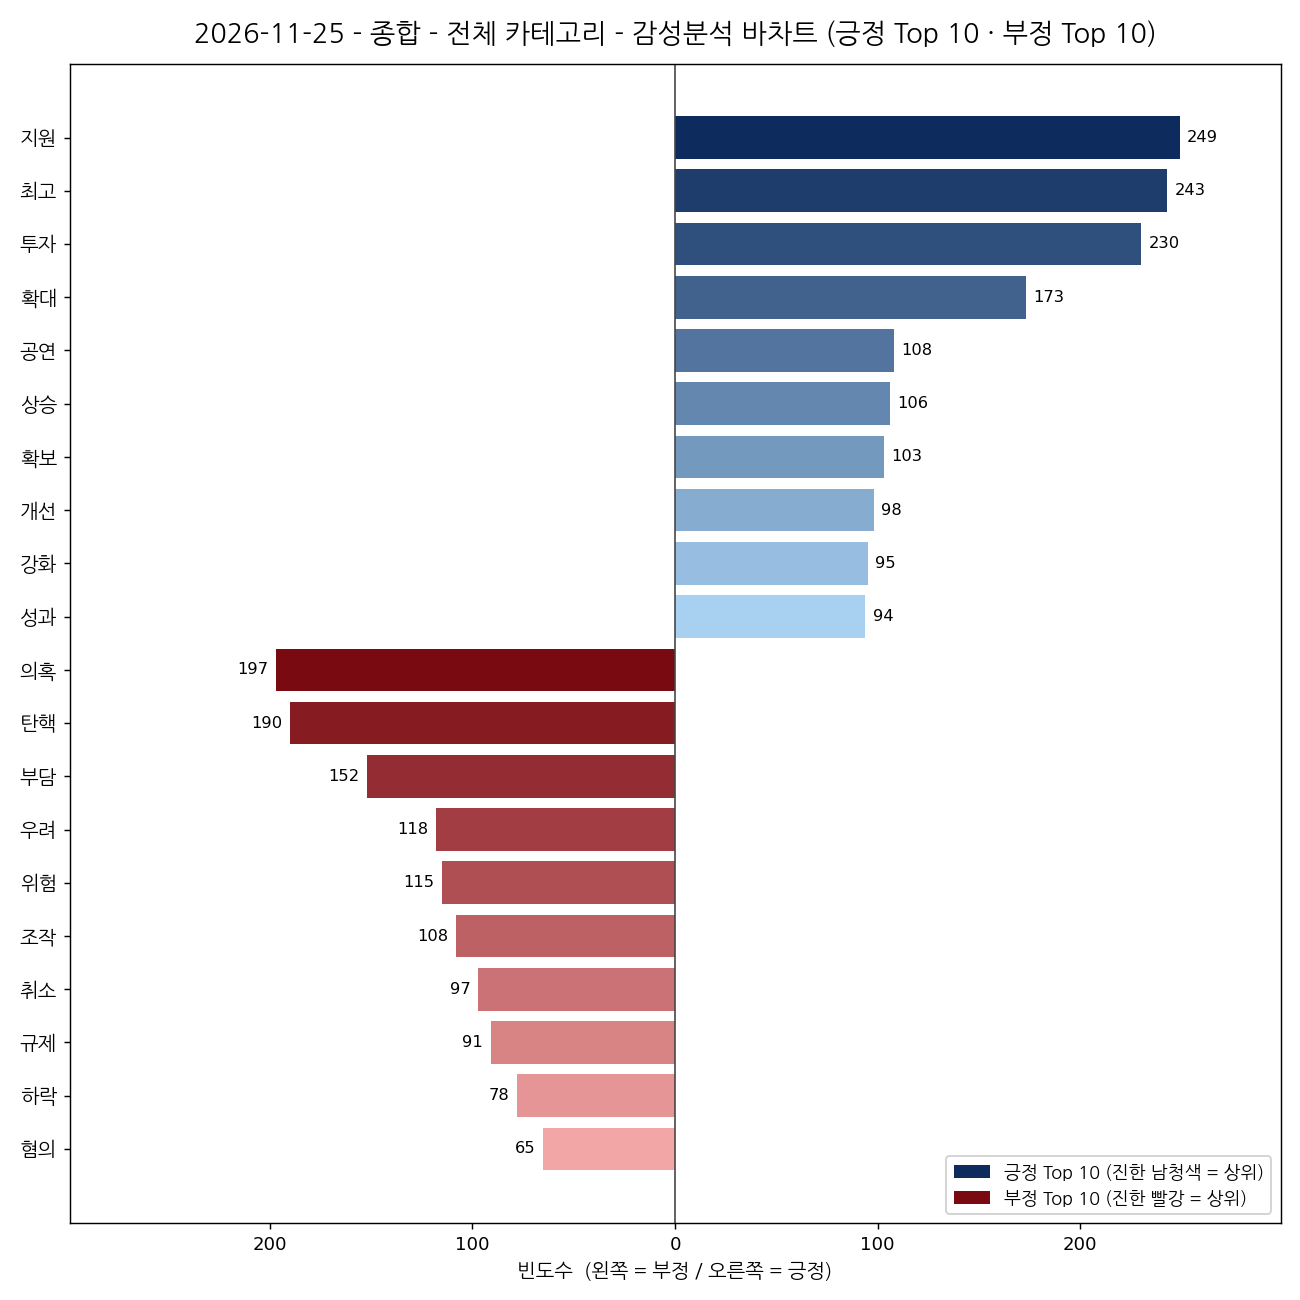 2026-11-25 - 종합 - 전체 카테고리 - 감성분석 바차트 (긍정 Top 10 · 부정 Top 10)
지원 249
최고 243
투자 230
확대 173
공연 108
상승 106
확보 103
개선 98
강화 95
성과 94
의혹 197
탄핵 190
부담 152
우려 118
위험 115
조작 108
취소 97
규제 91
하락 78
혐의 65
긍정 Top 10 (진한 남청색 = 상위)
부정 Top 10 (진한 빨강 = 상위)
200 100 0 100 200
빈도수 (왼쪽 = 부정 / 오른쪽 = 긍정)